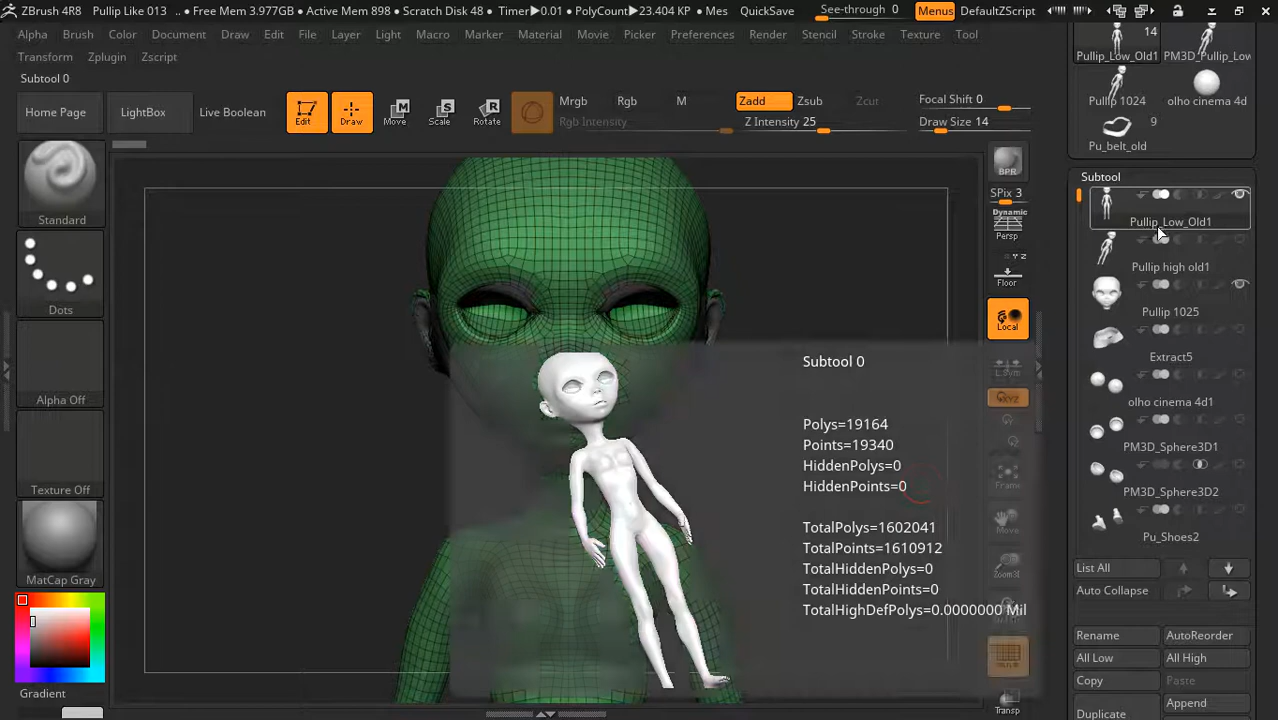 ZBrush 4R8 Pullip Like 013 .. • Free Mem 3.977GB • Active Mem 898 • Scratch Disk 48 • Timer▶0.01 • PolyCount▶23.404 KP • Mes QuickSave See-through 0 Menus DefaultZScript
Alpha Brush Color Document Draw Edit File Layer Light Macro Marker Material Movie Picker Preferences Render Stencil Stroke Texture Tool
Transform Zplugin Zscript
Subtool 0
Home Page LightBox Live Boolean Edit Draw Move Scale Rotate
Mrgb Rgb M Zadd Zsub Zcut Focal Shift 0
Rgb Intensity Z Intensity 25 Draw Size 14
Standard
Dots
Alpha Off
Texture Off
MatCap Gray
Gradient
BPR
SPix 3
Dynamic
Persp
Floor
Local
L.Sym
Frame
Move
Zoom3D
Transp
14
Pullip_Low_Old1 PM3D_Pullip_Low
Pulllp 1024 olho cinema 4d
9
Pu_belt_old
Subtool
Pullip_Low_Old1
Pullip high old1
Pullip 1025
Extract5
olho cinema 4d1
PM3D_Sphere3D1
PM3D_Sphere3D2
Pu_Shoes2
List All
Auto Collapse
Rename AutoReorder
All Low All High
Copy Paste
Append
Duplicate
Subtool 0
Polys=19164
Points=19340
HiddenPolys=0
HiddenPoints=0
TotalPolys=1602041
TotalPoints=1610912
TotalHiddenPolys=0
TotalHiddenPoints=0
TotalHighDefPolys=0.0000000 Mil